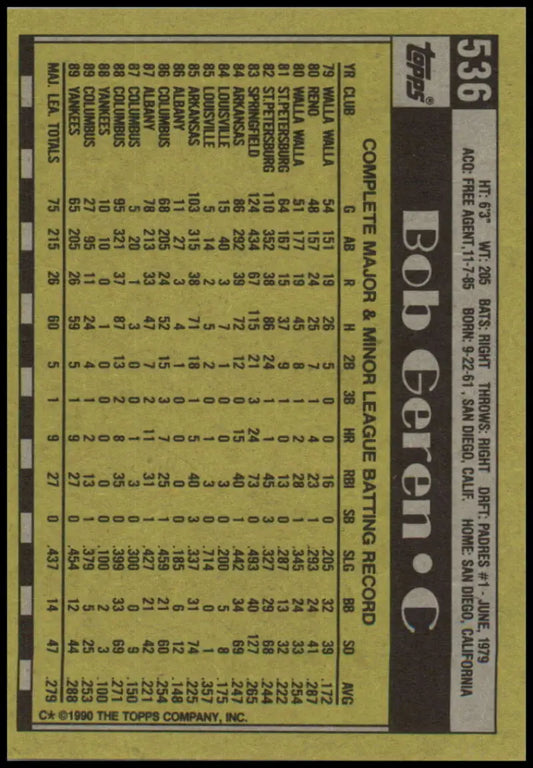 536
Topps®
HT: 6'3" WT: 205 BATS: RIGHT THROWS: RIGHT DRFT: PADRES #1 - JUNE, 1979
ACQ: FREE AGENT, 11-7-85 BORN: 9-22-61, SAN DIEGO, CALIF. HOME: SAN DIEGO, CALIFORNIA
Bob Geren • C
COMPLETE MAJOR & MINOR LEAGUE BATTING RECORD
YR CLUB G AB R H 2B 3B HR RBI SB SLG BB SO AVG
79 WALLA WALLA 54 151 19 26 5 0 0 16 0 .205 32 39 .172
80 RENO 48 157 24 25 7 1 4 23 1 .293 24 41 .287
80 WALLA WALLA 51 177 19 45 8 1 2 28 1 .345 24 33 .254
81 ST.PETERSBURG 64 167 15 37 9 1 0 13 0 .287 13 32 .222
82 ST.PETERSBURG 110 352 38 86 24 1 1 45 3 .327 29 68 .244
83 SPRINGFIELD 124 434 67 115 21 3 24 73 0 .493 40 127 .265
84 ARKANSAS 86 292 39 72 12 0 15 40 1 .442 34 69 .247
84 LOUISVILLE 15 40 3 7 1 0 0 3 0 .200 5 8 .175
85 LOUISVILLE 5 14 2 5 2 0 1 3 0 .714 0 1 .357
85 ARKANSAS 103 315 38 71 18 1 5 40 3 .337 31 74 .225
86 ALBANY 11 27 3 4 1 0 0 0 .185 6 12 .148
86 COLUMBUS 68 205 24 52 15 3 7 25 1 .459 21 60 .254
87 ALBANY 78 213 33 47 7 2 11 31 1 .427 21 42 .221
87 COLUMBUS 5 20 1 3 0 0 1 3 0 .300 0 9 .150
88 COLUMBUS 95 321 37 87 13 2 8 35 0 .399 33 69 .271
88 YANKEES 10 10 0 1 0 0 0 0 0 .100 2 3 .100
89 COLUMBUS 27 95 11 24 4 1 2 13 0 .379 5 25 .253
89 YANKEES 65 205 26 59 5 1 9 27 0 .454 12 44 .288
MAJ. LEA. TOTALS 75 215 26 60 5 1 9 27 0 .437 14 47 .279
C* ©1990 THE TOPPS COMPANY, INC.